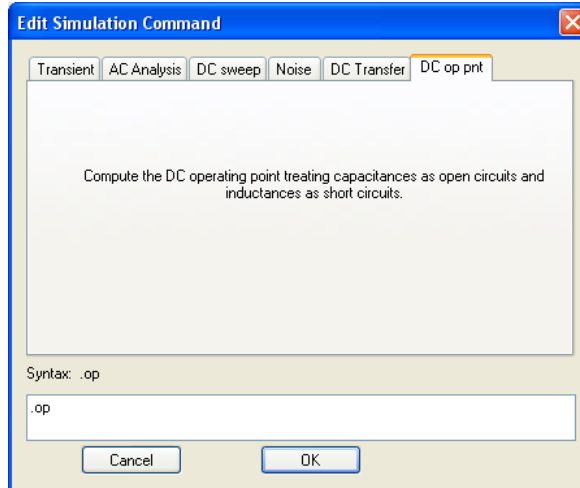 Edit Simulation Command
Transient AC Analysis DC sweep Noise DC Transfer DC op pnt
Compute the DC operating point treating capacitances as open circuits and
inductances as short circuits.
Syntax: .op
.op
Cancel OK